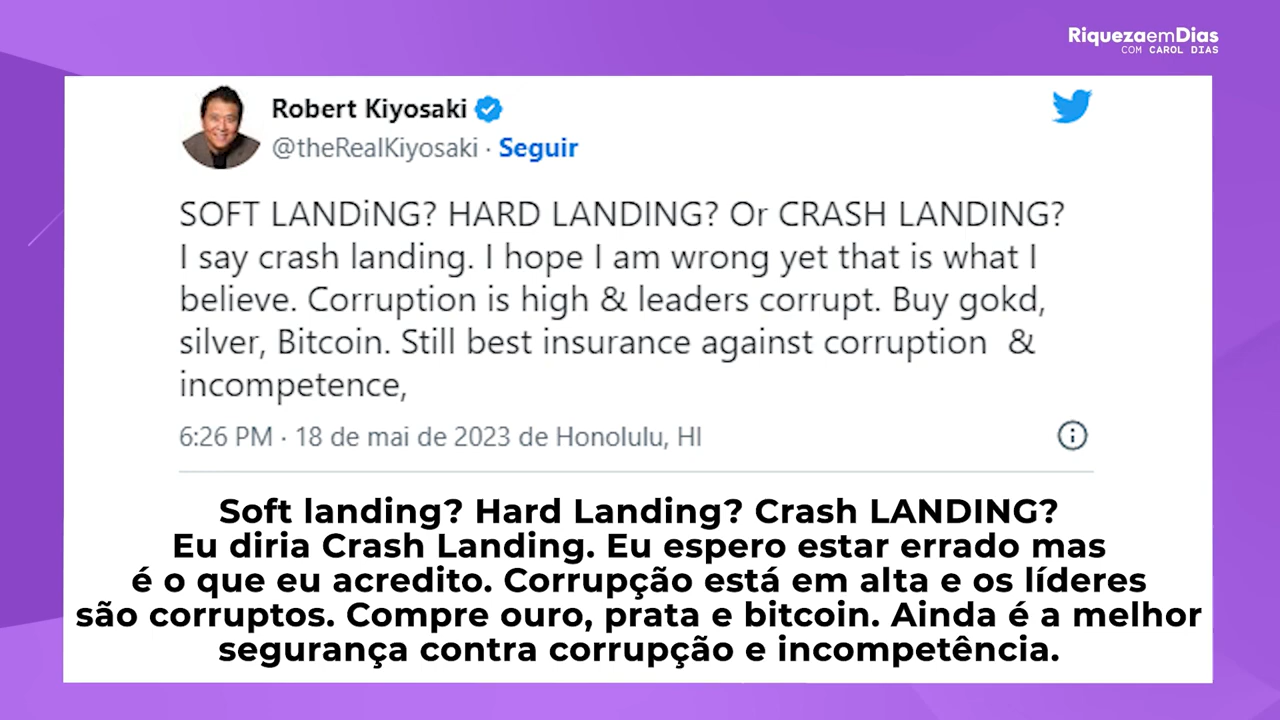 RiquezaemDias
COM CAROL DIAS
Robert Kiyosaki
@theRealKiyosaki · Seguir
SOFT LANDiNG? HARD LANDING? Or CRASH LANDING?
I say crash landing. I hope I am wrong yet that is what I
believe. Corruption is high & leaders corrupt. Buy gokd,
silver, Bitcoin. Still best insurance against corruption & 
incompetence,
6:26 PM · 18 de mai de 2023 de Honolulu, HI
Soft landing? Hard Landing? Crash LANDING?
Eu diria Crash Landing. Eu espero estar errado mas
é o que eu acredito. Corrupção está em alta e os líderes
são corruptos. Compre ouro, prata e bitcoin. Ainda é a melhor
segurança contra corrupção e incompetência.